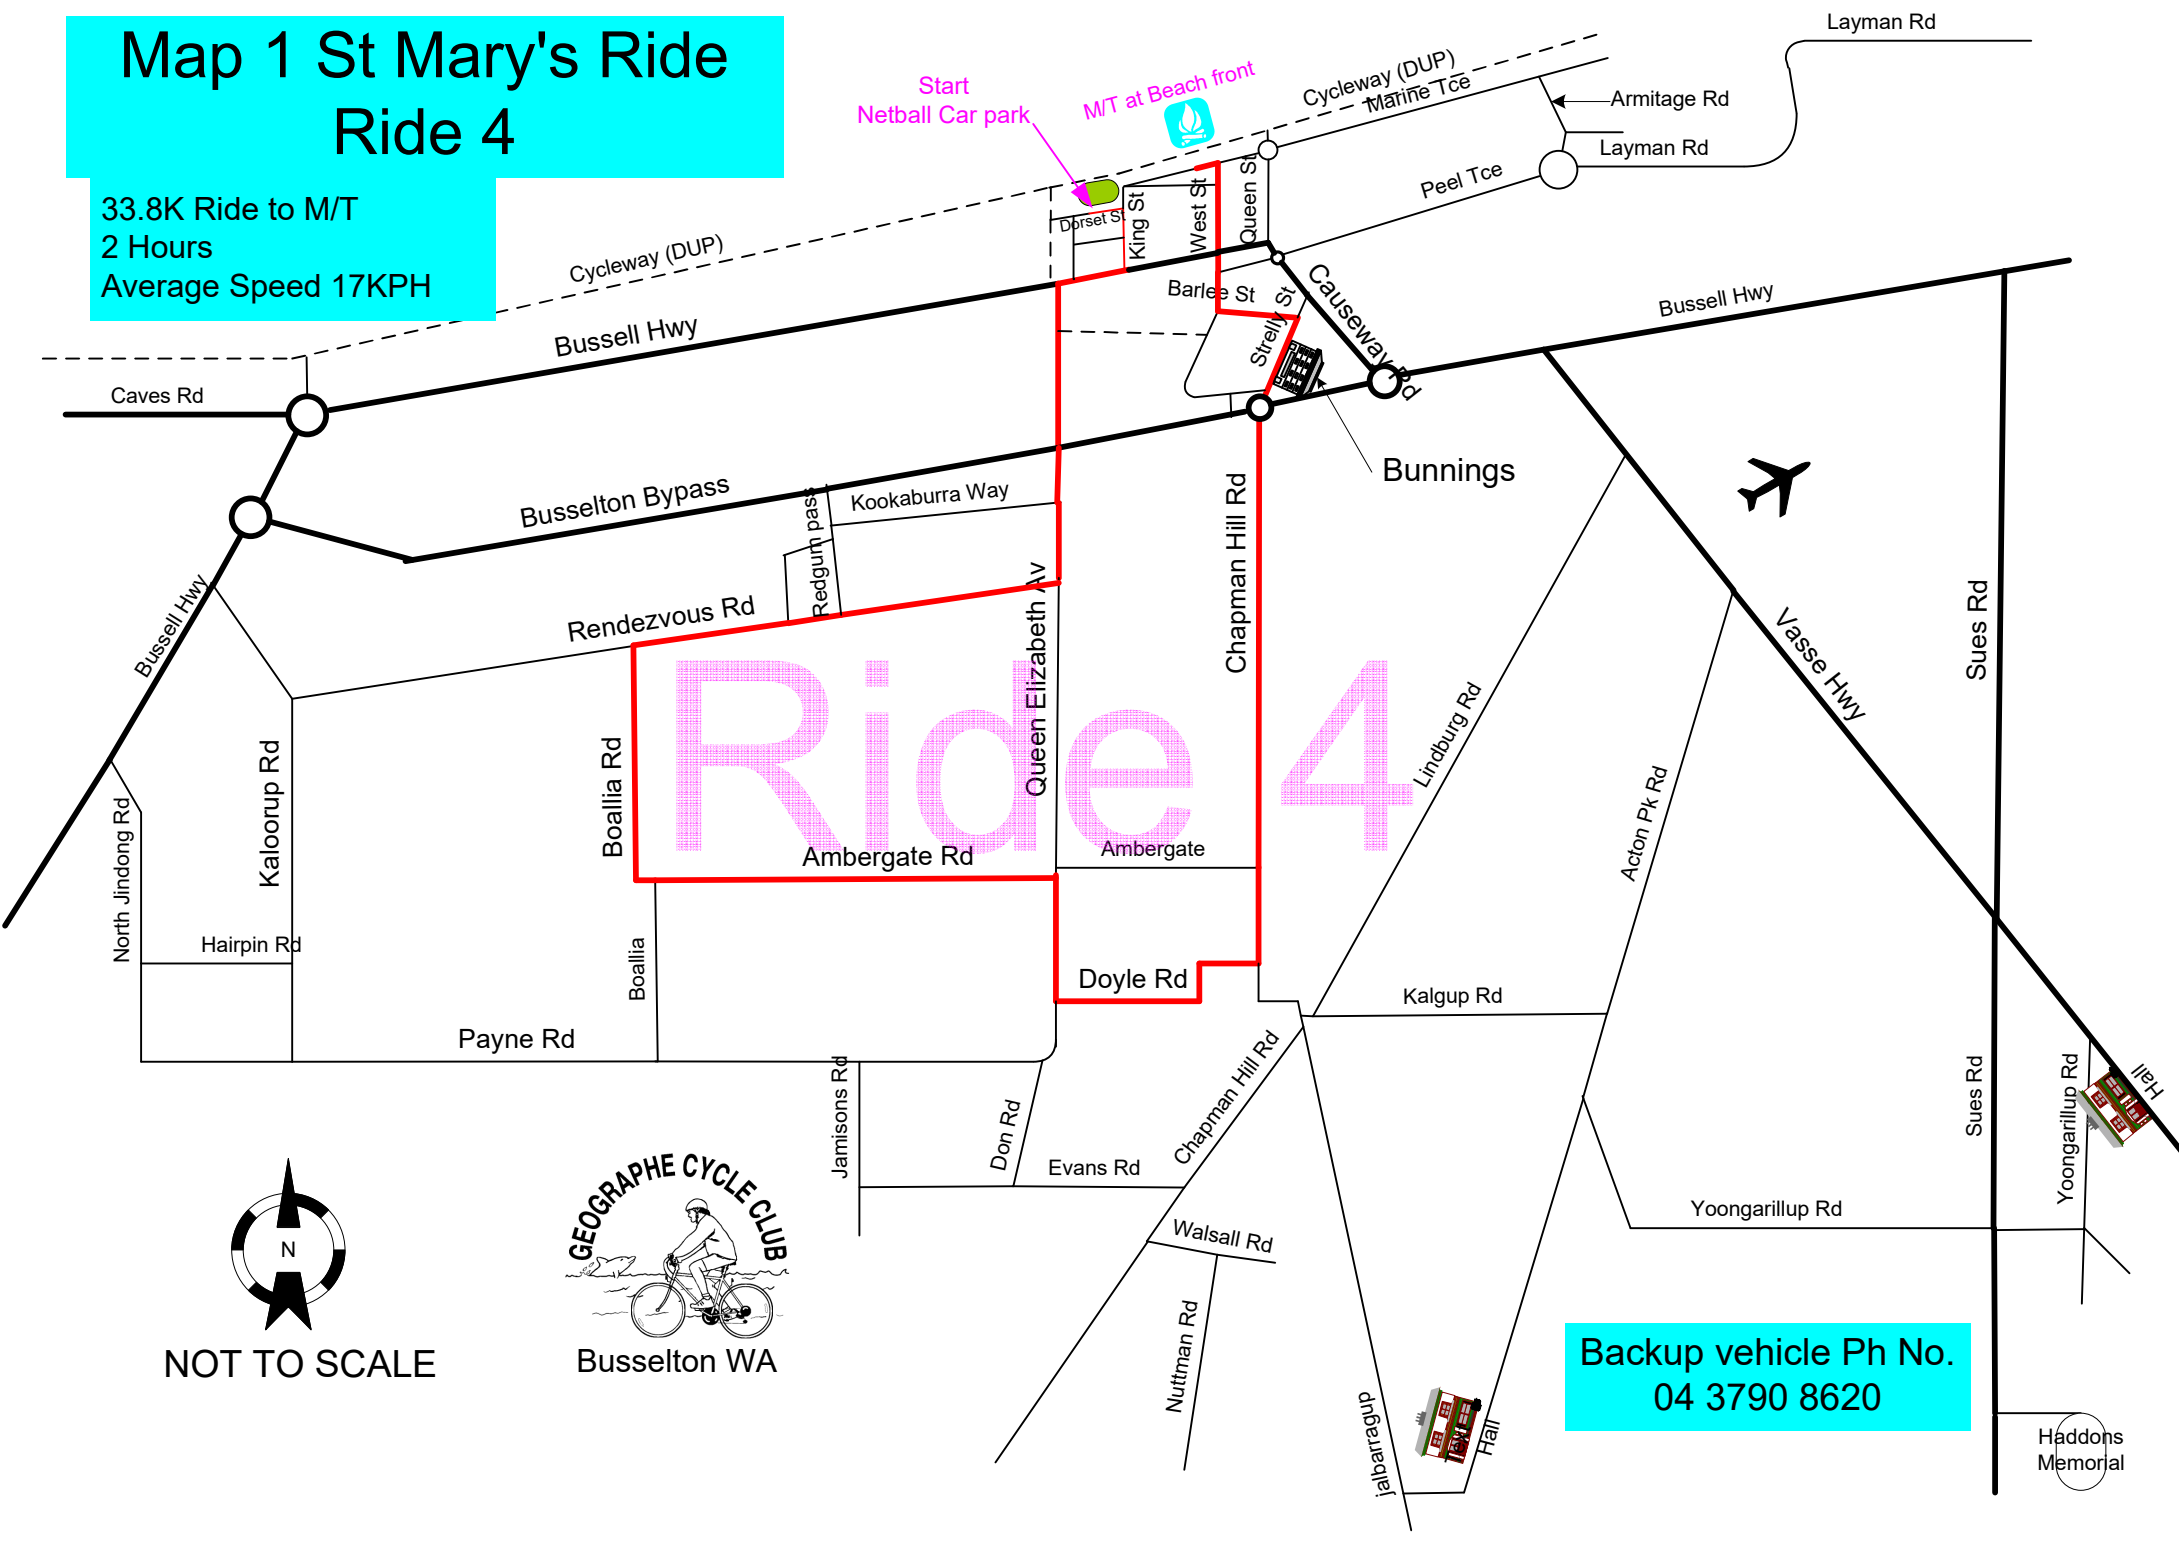 Map 1 St Mary's Ride
Ride 4
33.8K Ride to M/T
2 Hours
Average Speed 17KPH
Start
Netball Car park
M/T at Beach front
Cycleway (DUP)
Marine Tce
Layman Rd
Armitage Rd
Layman Rd
Peel Tce
Dorset St
King St
West St
Queen St
Cycleway (DUP)
Barlee St
Strelly St
Causeway Rd
Bussell Hwy
Bussell Hwy
Caves Rd
Bunnings
Busselton Bypass
Redgum pass
Kookaburra Way
Chapman Hill Rd
Bussell Hwy
Rendezvous Rd
Queen Elizabeth Av
Sues Rd
Vasse Hwy
Ride 4
Lindburg Rd
Acton Pk Rd
Boallia Rd
Kaloorup Rd
North Jindong Rd
Ambergate Rd
Ambergate
Hairpin Rd
Boallia
Doyle Rd
Kalgup Rd
Payne Rd
Jamisons Rd
Don Rd
Chapman Hill Rd
Evans Rd
Sues Rd
Yoongarillup Rd
Hall
Yoongarillup Rd
Walsall Rd
Nuttman Rd
jalbarragup
Text
Hall
N
NOT TO SCALE
GEOGRAPHE CYCLE CLUB
Busselton WA
Backup vehicle Ph No.
04 3790 8620
Haddons
Memorial